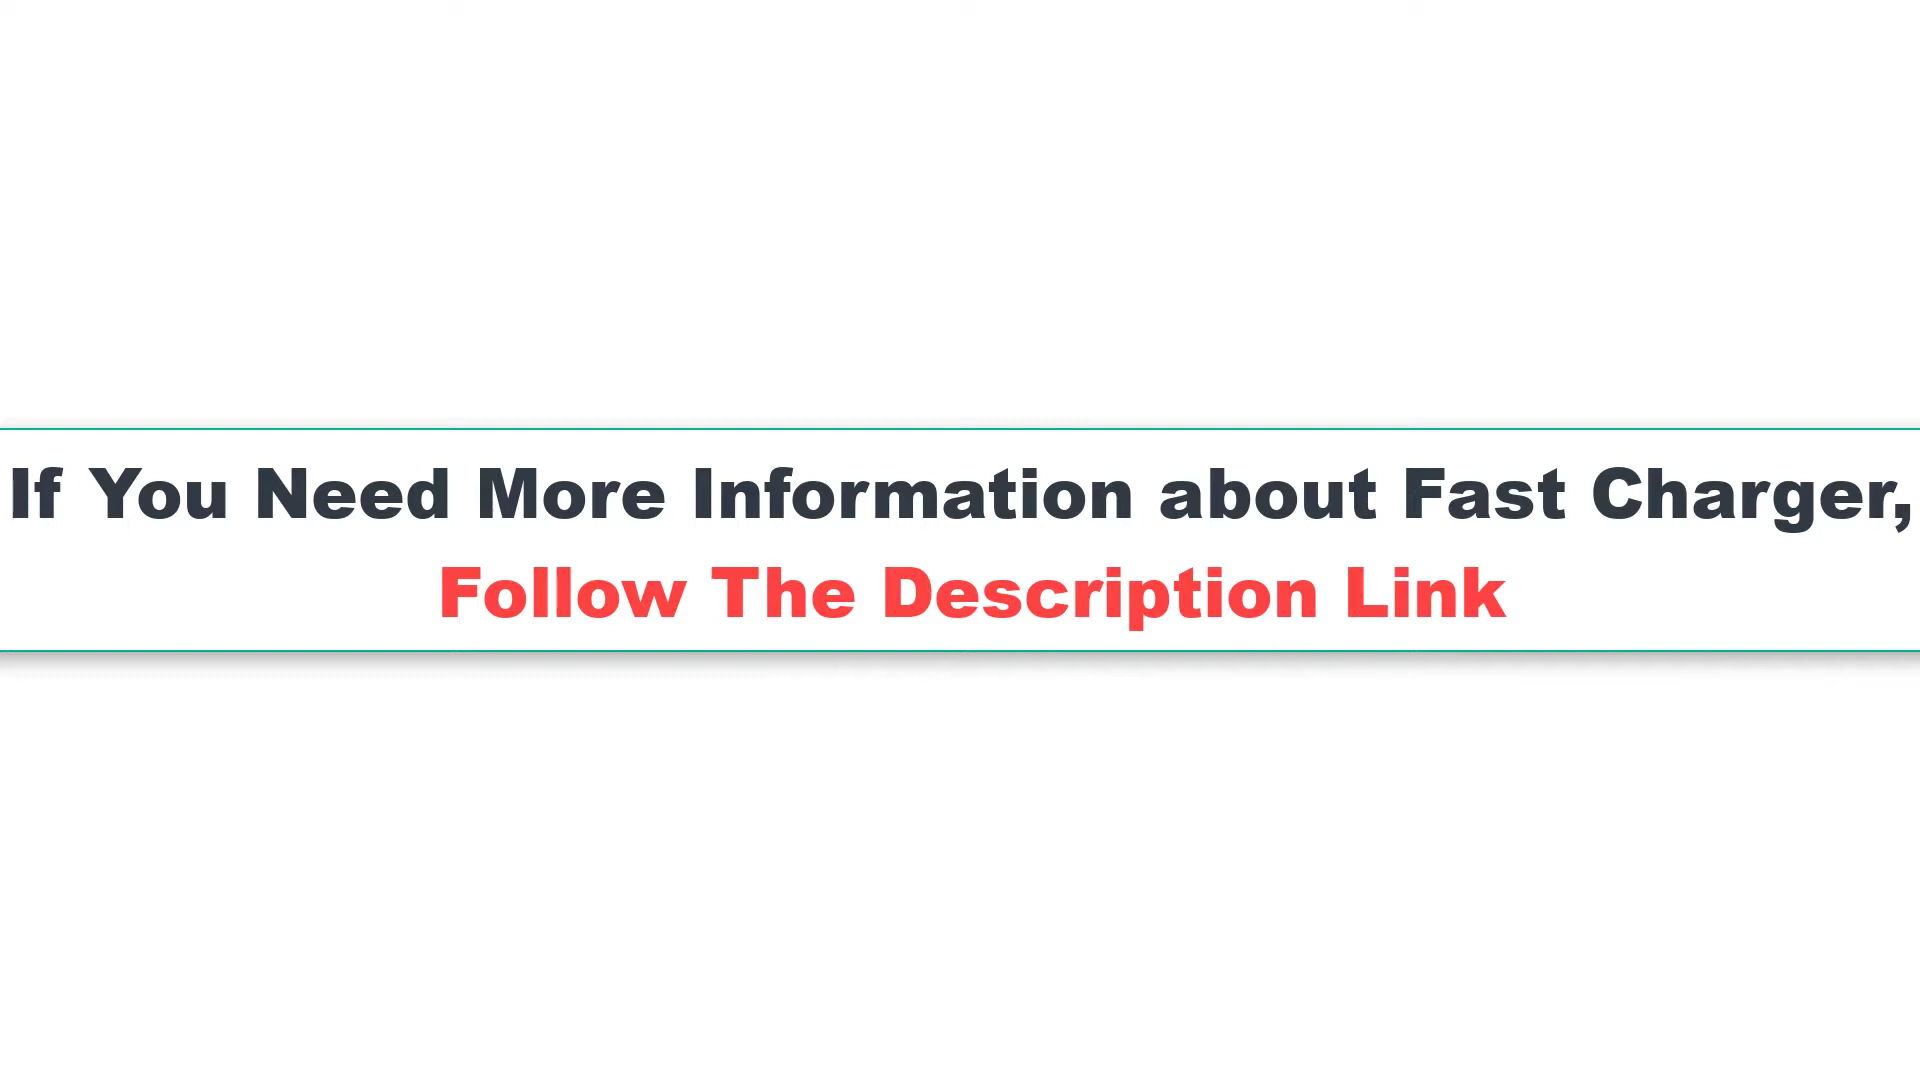 If You Need More Information about Fast Charger,
Follow The Description Link